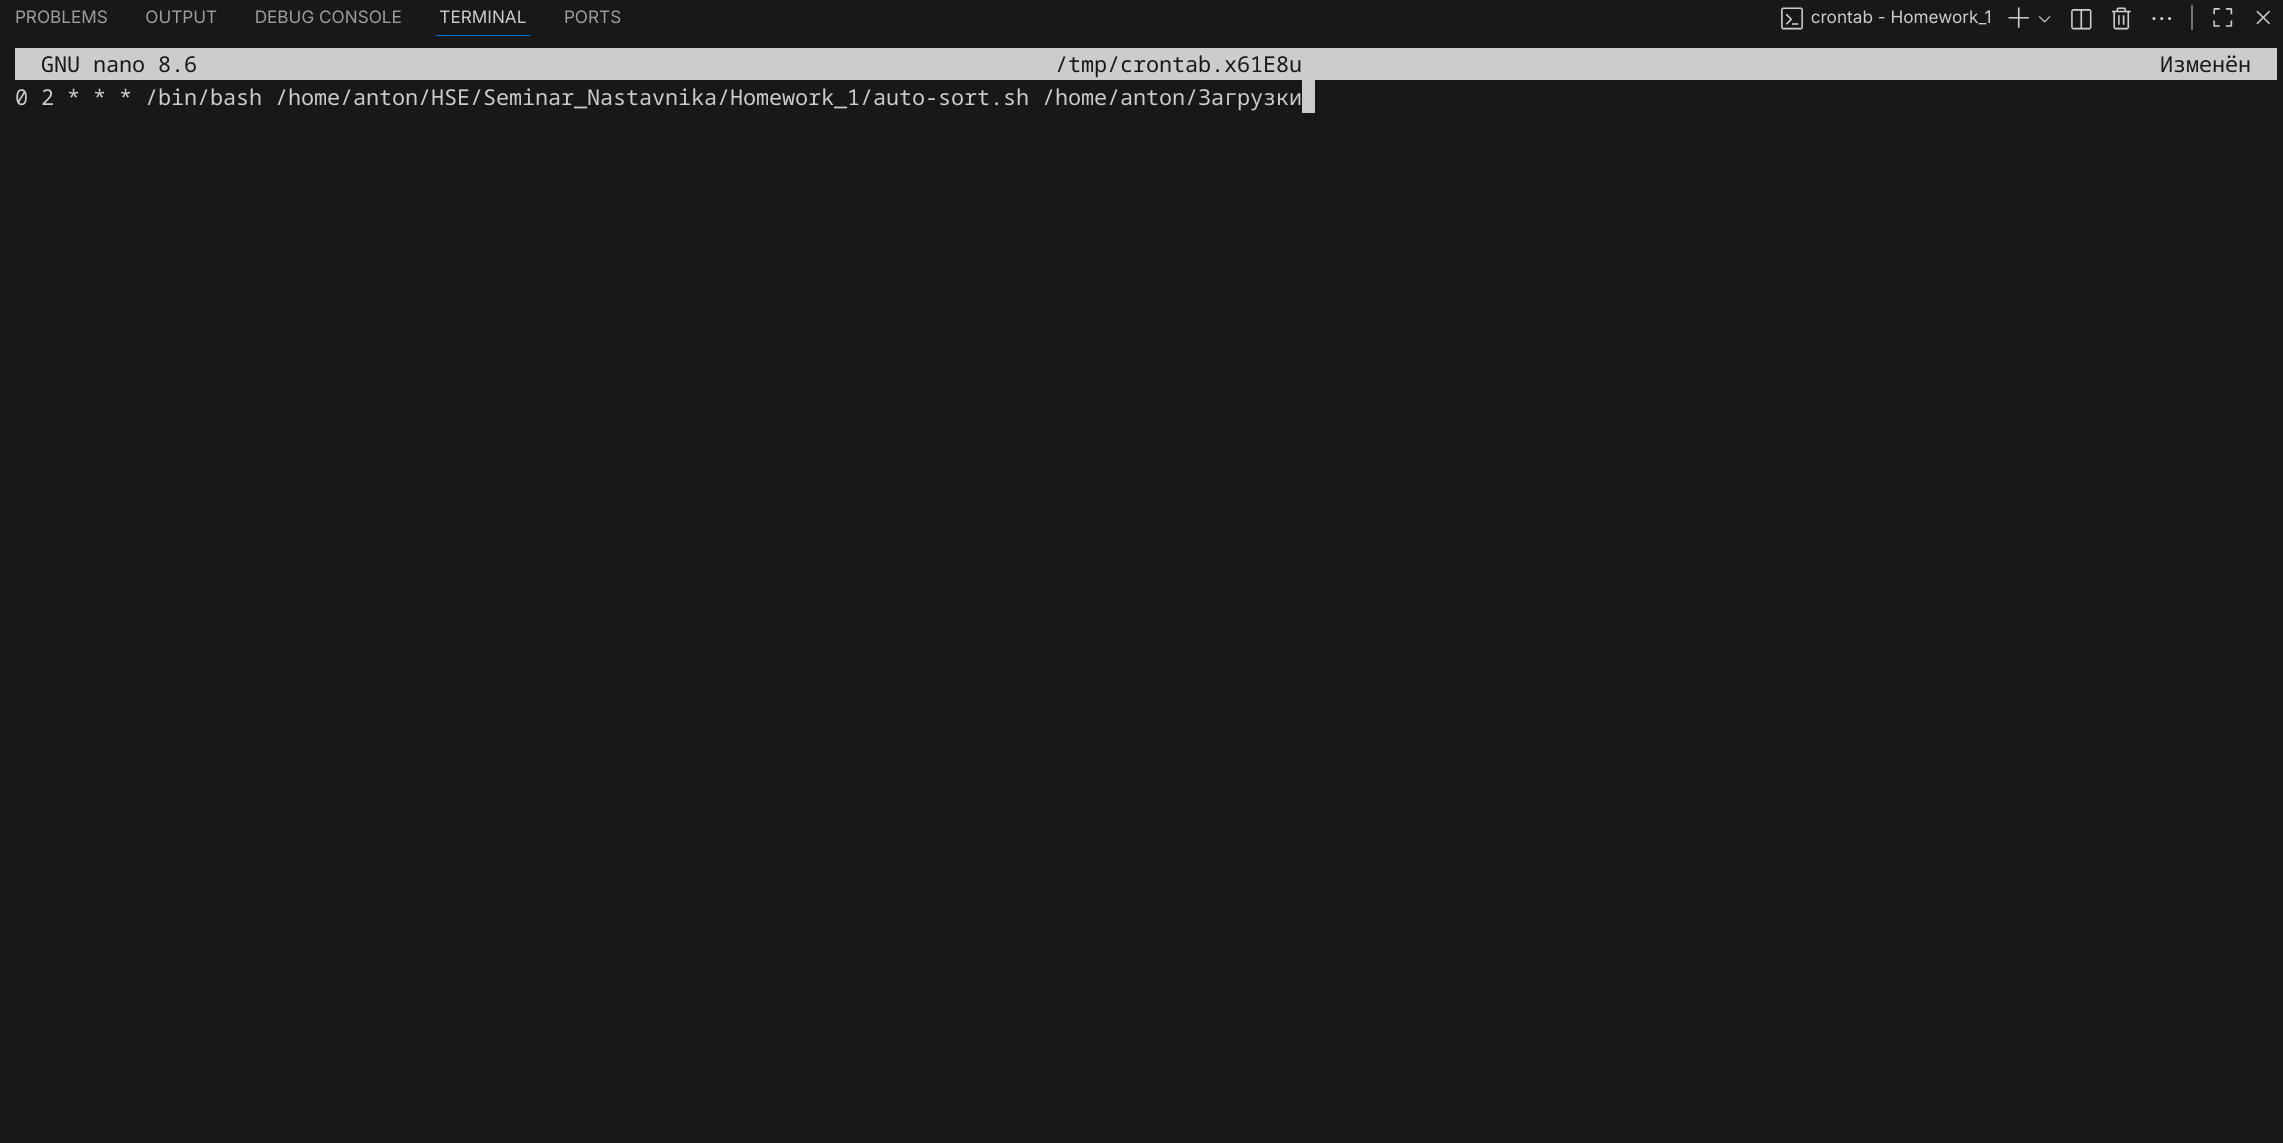 PROBLEMS OUTPUT DEBUG CONSOLE TERMINAL PORTS crontab - Homework_1
GNU nano 8.6 /tmp/crontab.x61E8u Изменён
0 2 * * * /bin/bash /home/anton/HSE/Seminar_Nastavnika/Homework_1/auto-sort.sh /home/anton/Загрузки